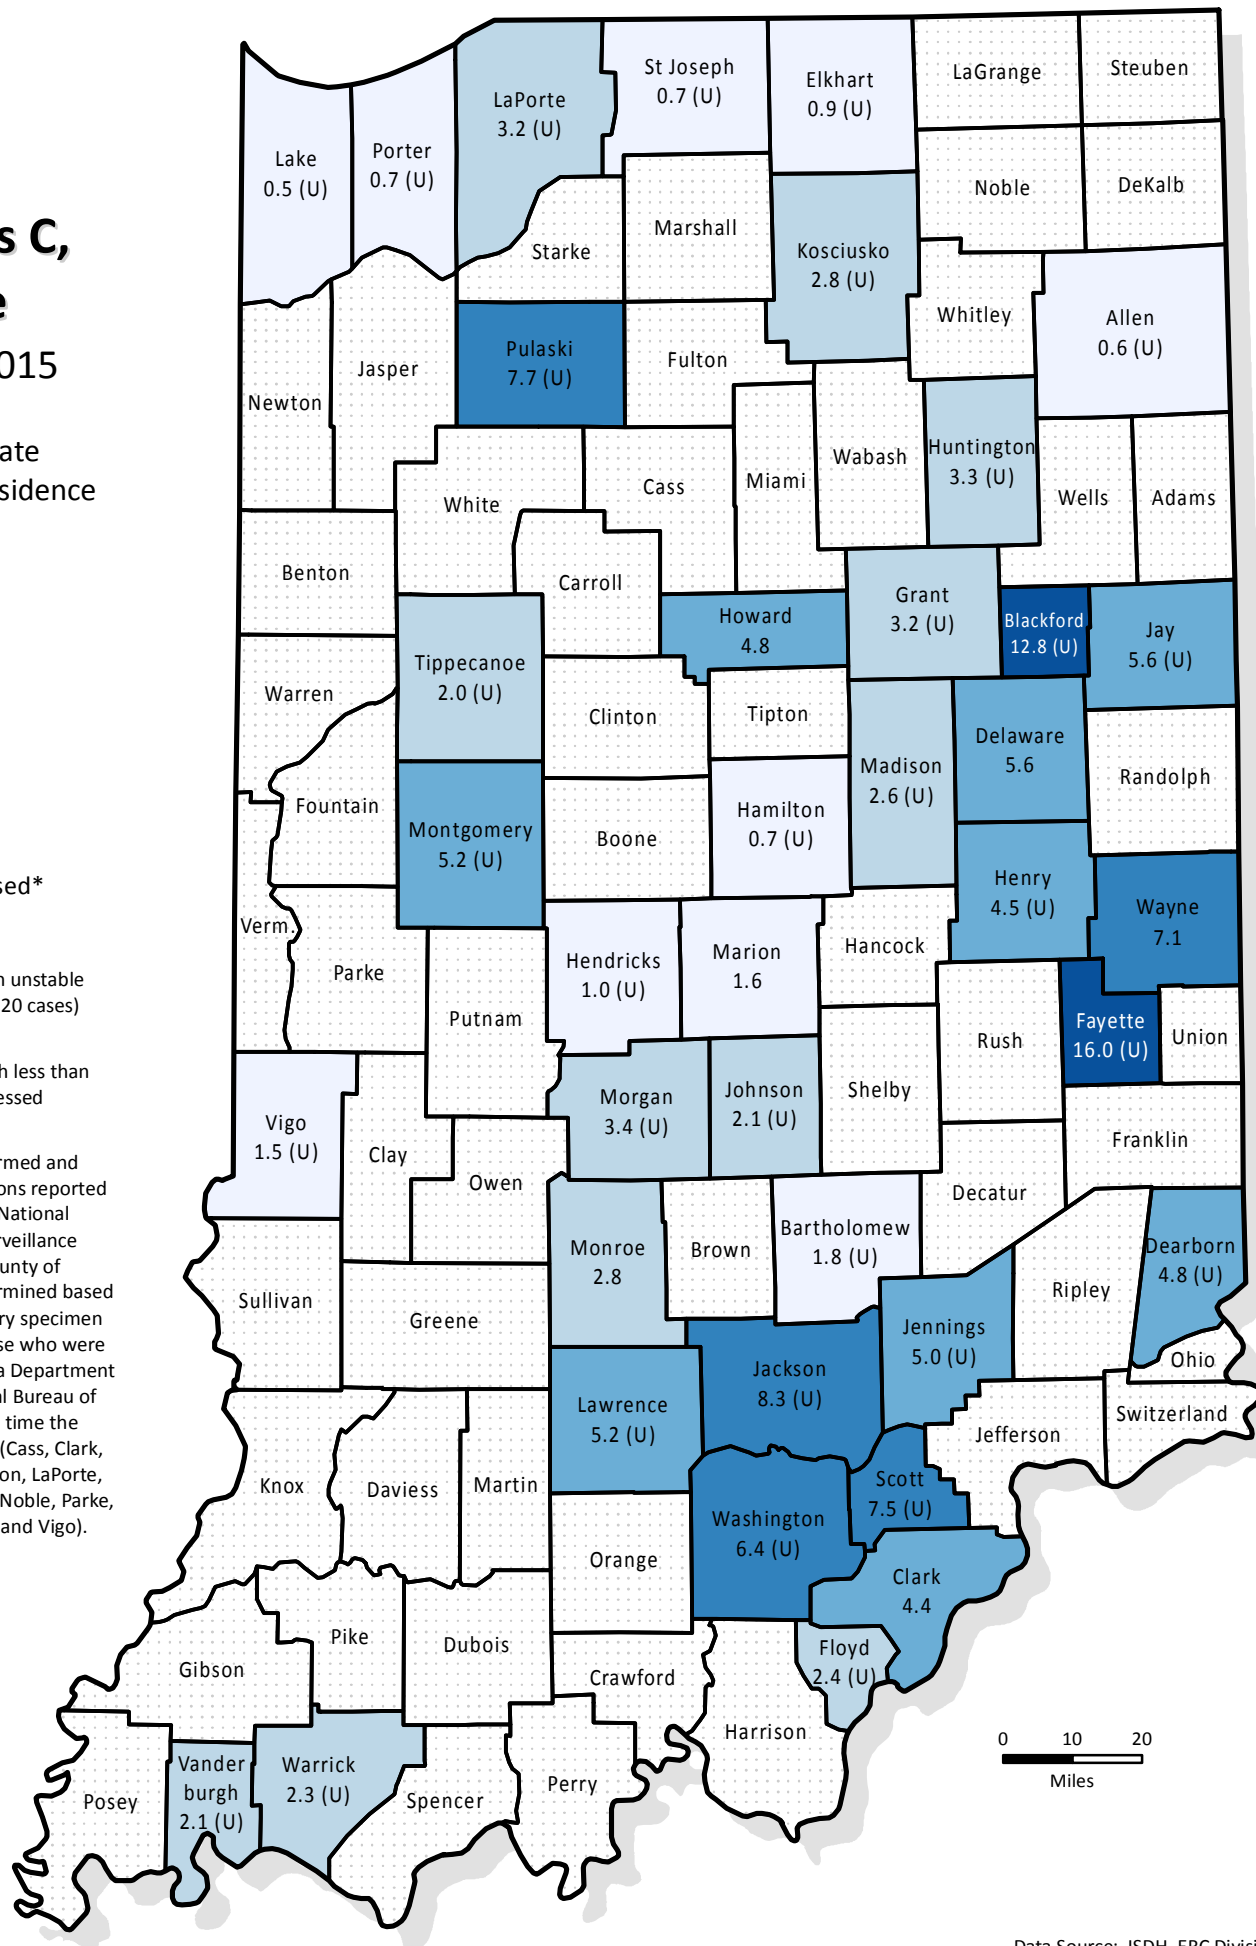 s C,
e
015
ate
sidence
sed*
n unstable
20 cases)
h less than
essed
rmed and
ons reported
National
rveillance
unty of
rmined based
ry specimen
se who were
a Department
al Bureau of
time the
(Cass, Clark,
on, LaPorte,
Noble, Parke,
and Vigo).
Lake
0.5 (U)
Porter
0.7 (U)
LaPorte
3.2 (U)
St Joseph
0.7 (U)
Elkhart
0.9 (U)
LaGrange
Steuben
Noble
DeKalb
Starke
Marshall
Kosciusko
2.8 (U)
Whitley
Allen
0.6 (U)
Newton
Jasper
Pulaski
7.7 (U)
Fulton
White
Cass
Miami
Wabash
Huntington
3.3 (U)
Wells
Adams
Benton
Carroll
Howard
4.8
Grant
3.2 (U)
Blackford
12.8 (U)
Jay
5.6 (U)
Warren
Tippecanoe
2.0 (U)
Clinton
Tipton
Madison
2.6 (U)
Delaware
5.6
Randolph
Fountain
Montgomery
5.2 (U)
Boone
Hamilton
0.7 (U)
Henry
4.5 (U)
Wayne
7.1
Verm.
Parke
Putnam
Hendricks
1.0 (U)
Marion
1.6
Hancock
Rush
Fayette
16.0 (U)
Union
Vigo
1.5 (U)
Clay
Owen
Morgan
3.4 (U)
Johnson
2.1 (U)
Shelby
Franklin
Decatur
Sullivan
Greene
Monroe
2.8
Brown
Bartholomew
1.8 (U)
Jennings
5.0 (U)
Ripley
Dearborn
4.8 (U)
Ohio
Switzerland
Jefferson
Knox
Daviess
Martin
Lawrence
5.2 (U)
Jackson
8.3 (U)
Scott
7.5 (U)
Washington
6.4 (U)
Orange
Clark
4.4
Floyd
2.4 (U)
Gibson
Pike
Dubois
Crawford
Harrison
Posey
Vander
burgh
2.1 (U)
Warrick
2.3 (U)
Spencer
Perry
0 10 20
Miles
Data Source: ISDH, ERC Divisi